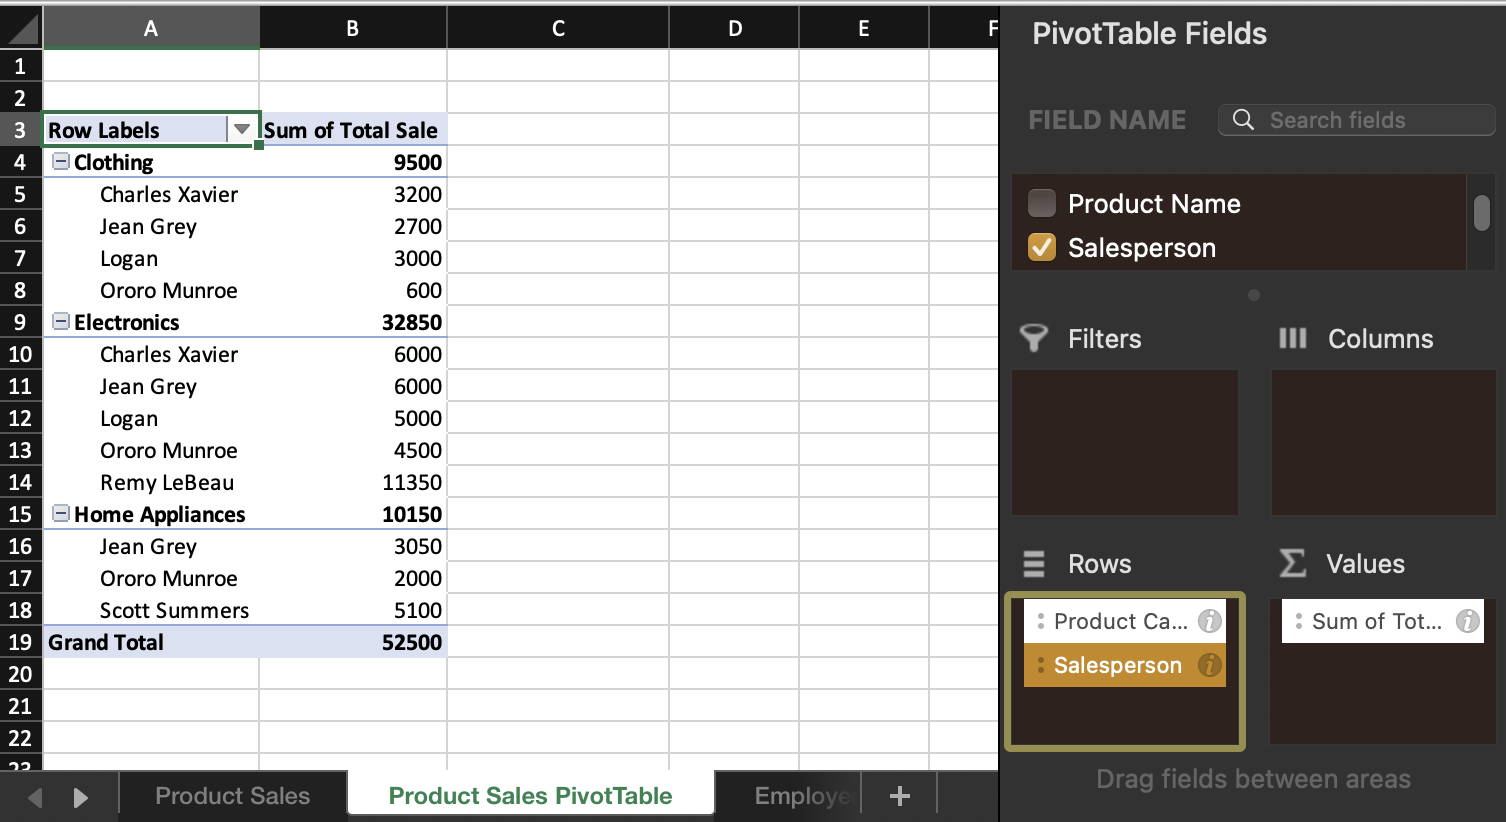 A B C D E F
1
2
3 Row Labels Sum of Total Sale
4 Clothing 9500
5 Charles Xavier 3200
6 Jean Grey 2700
7 Logan 3000
8 Ororo Munroe 600
9 Electronics 32850
10 Charles Xavier 6000
11 Jean Grey 6000
12 Logan 5000
13 Ororo Munroe 4500
14 Remy LeBeau 11350
15 Home Appliances 10150
16 Jean Grey 3050
17 Ororo Munroe 2000
18 Scott Summers 5100
19 Grand Total 52500
20
21
22
23
Product Sales Product Sales PivotTable Employe
PivotTable Fields
FIELD NAME Search fields
Product Name
Salesperson
Filters Columns
Rows Values
Product Ca... Sum of Tot...
Salesperson
Drag fields between areas